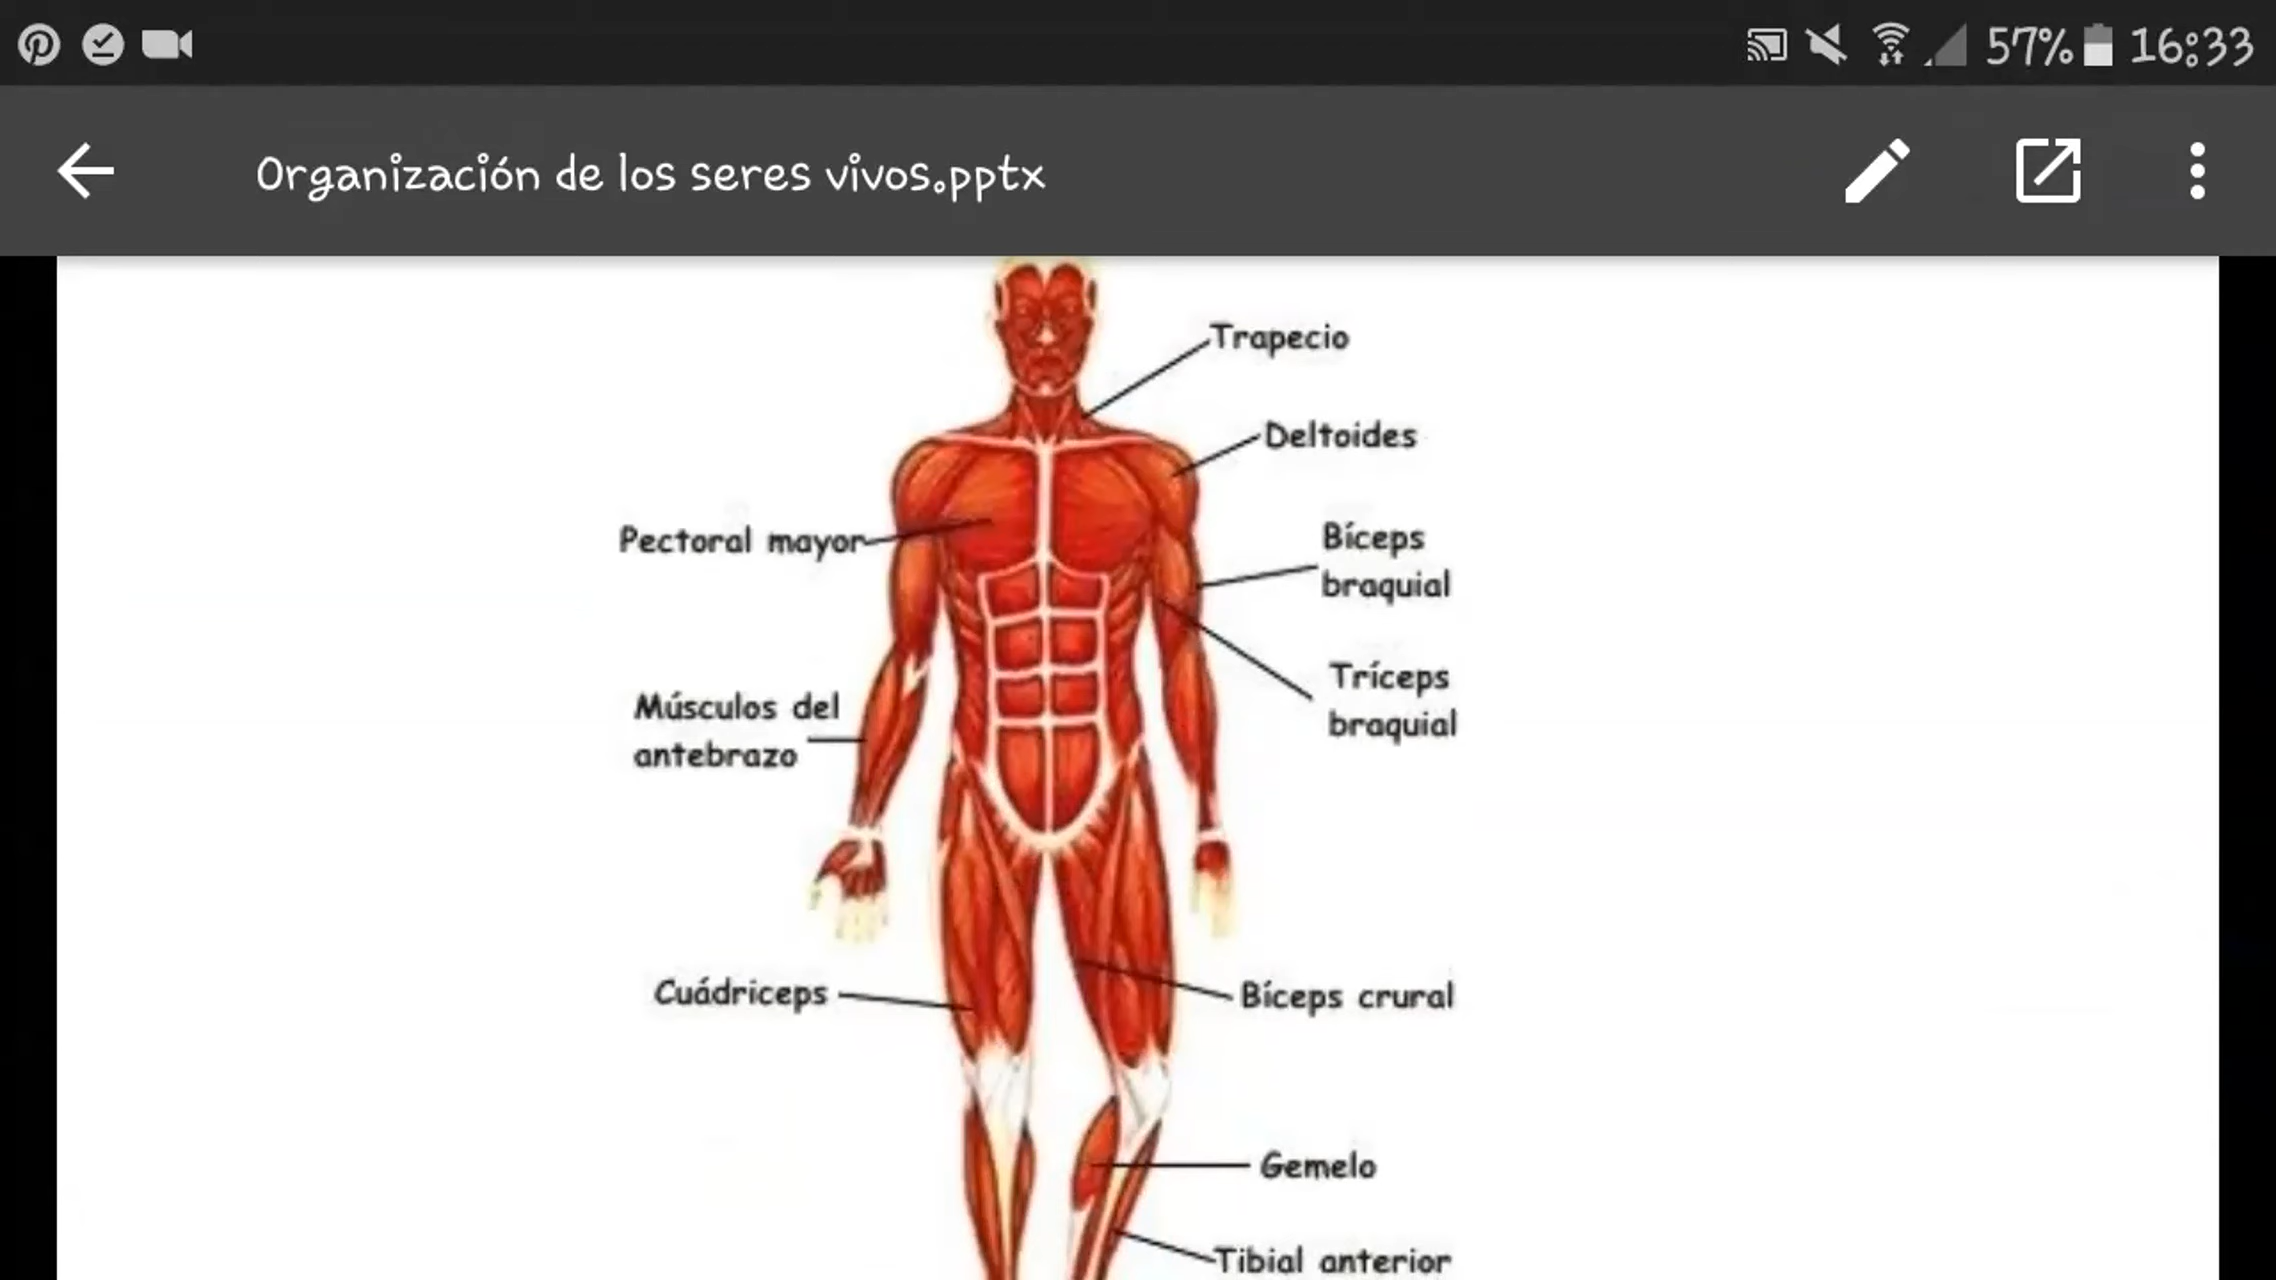 57% 16:33
Organización de los seres vivos.pptx
Trapecio
Deltoides
Pectoral mayor
Bíceps
braquial
Músculos del
antebrazo
Tríceps
braquial
Cuádriceps
Bíceps crural
Gemelo
Tibial anterior